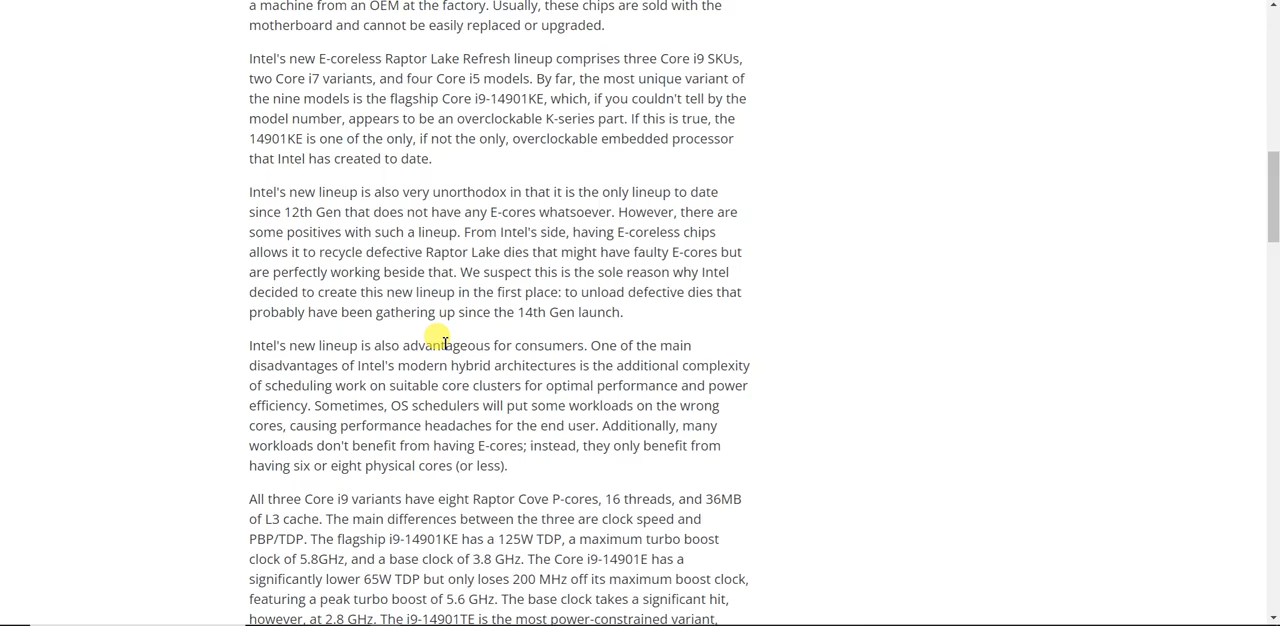 a machine from an OEM at the factory. Usually, these chips are sold with the
motherboard and cannot be easily replaced or upgraded.
Intel's new E-coreless Raptor Lake Refresh lineup comprises three Core i9 SKUs,
two Core i7 variants, and four Core i5 models. By far, the most unique variant of
the nine models is the flagship Core i9-14901KE, which, if you couldn't tell by the
model number, appears to be an overclockable K-series part. If this is true, the
14901KE is one of the only, if not the only, overclockable embedded processor
that Intel has created to date.
Intel's new lineup is also very unorthodox in that it is the only lineup to date
since 12th Gen that does not have any E-cores whatsoever. However, there are
some positives with such a lineup. From Intel's side, having E-coreless chips
allows it to recycle defective Raptor Lake dies that might have faulty E-cores but
are perfectly working beside that. We suspect this is the sole reason why Intel
decided to create this new lineup in the first place: to unload defective dies that
probably have been gathering up since the 14th Gen launch.
Intel's new lineup is also advantageous for consumers. One of the main
disadvantages of Intel's modern hybrid architectures is the additional complexity
of scheduling work on suitable core clusters for optimal performance and power
efficiency. Sometimes, OS schedulers will put some workloads on the wrong
cores, causing performance headaches for the end user. Additionally, many
workloads don't benefit from having E-cores; instead, they only benefit from
having six or eight physical cores (or less).
All three Core i9 variants have eight Raptor Cove P-cores, 16 threads, and 36MB
of L3 cache. The main differences between the three are clock speed and
PBP/TDP. The flagship i9-14901KE has a 125W TDP, a maximum turbo boost
clock of 5.8GHz, and a base clock of 3.8 GHz. The Core i9-14901E has a
significantly lower 65W TDP but only loses 200 MHz off its maximum boost clock,
featuring a peak turbo boost of 5.6 GHz. The base clock takes a significant hit,
however, at 2.8 GHz. The i9-14901TE is the most power-constrained variant,